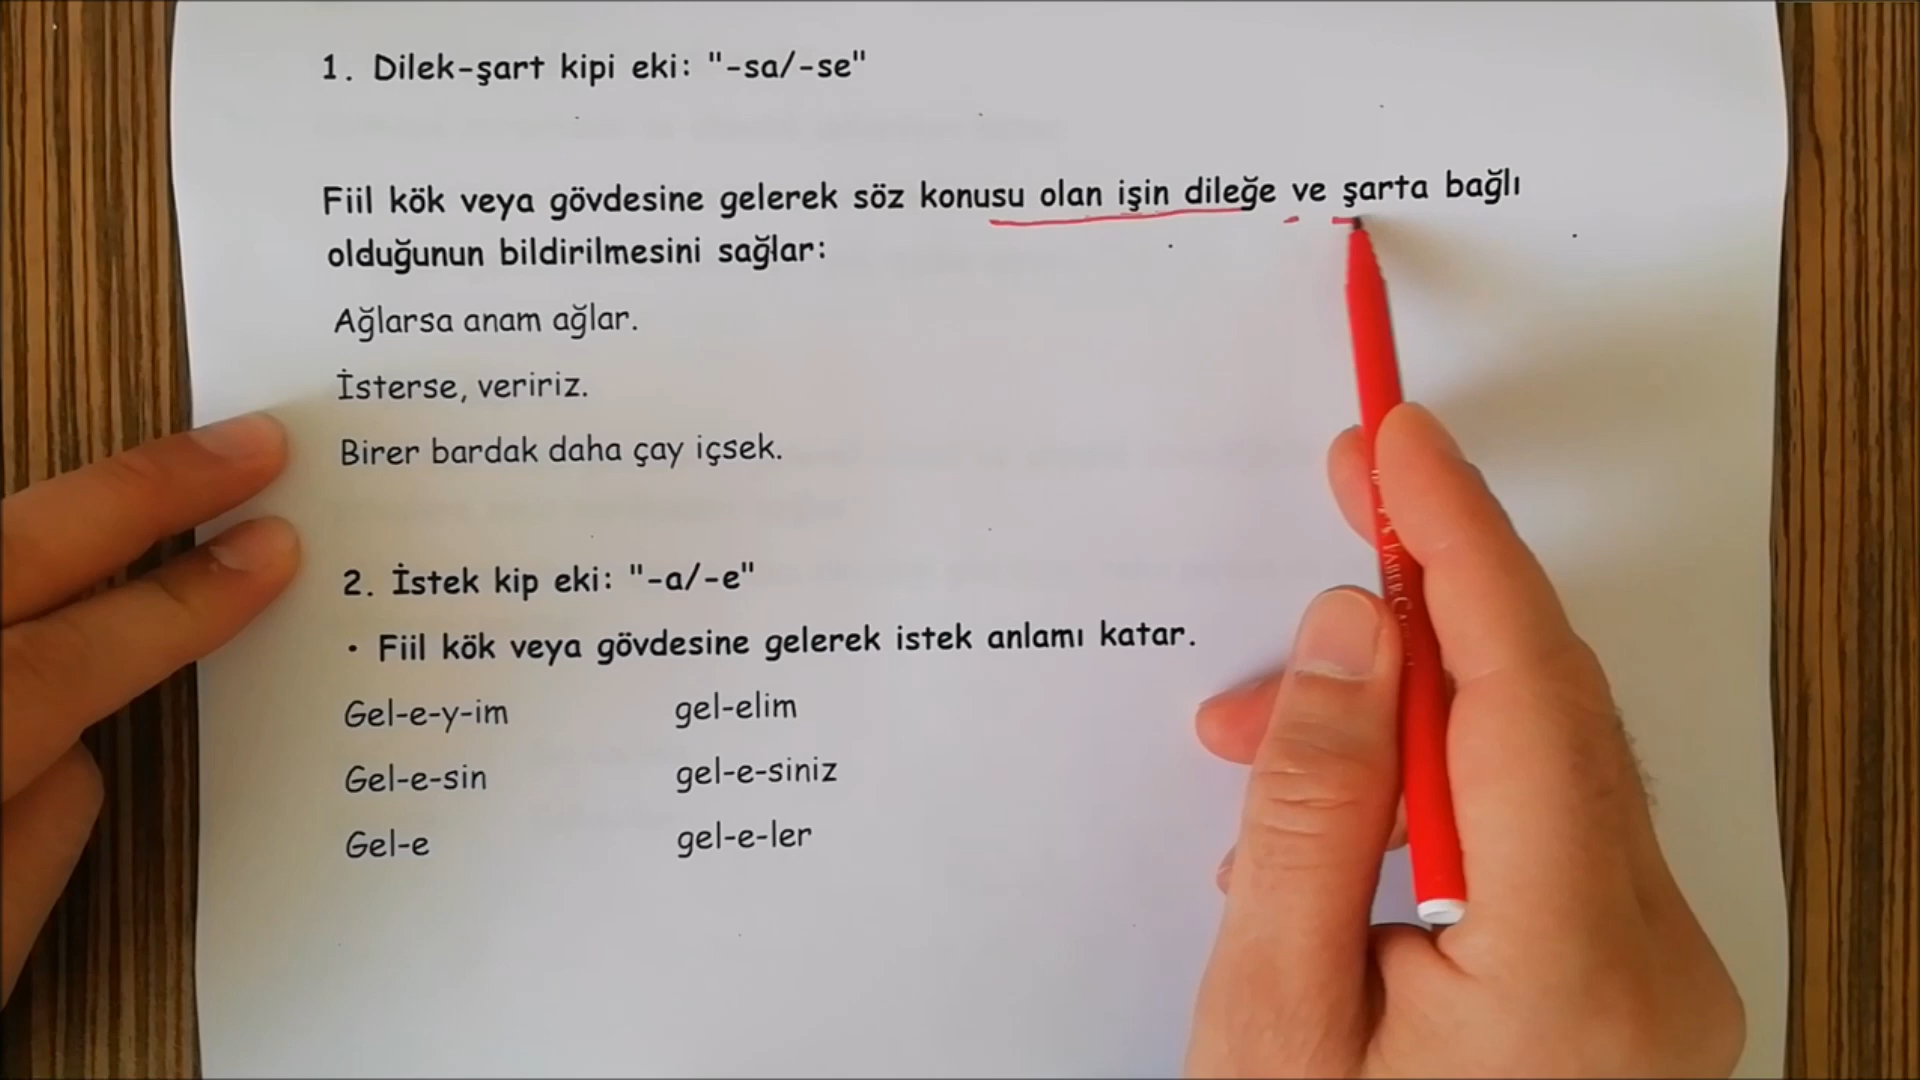 1. Dilek-şart kipi eki: "-sa/-se"
Fiil kök veya gövdesine gelerek söz konusu olan işin dileğe ve şarta bağlı
olduğunun bildirilmesini sağlar:
Ağlarsa anam ağlar.
İsterse, veririz.
Birer bardak daha çay içsek.
2. İstek kip eki: "-a/-e"
• Fiil kök veya gövdesine gelerek istek anlamı katar.
Gel-e-y-im gel-elim
Gel-e-sin gel-e-siniz
Gel-e gel-e-ler